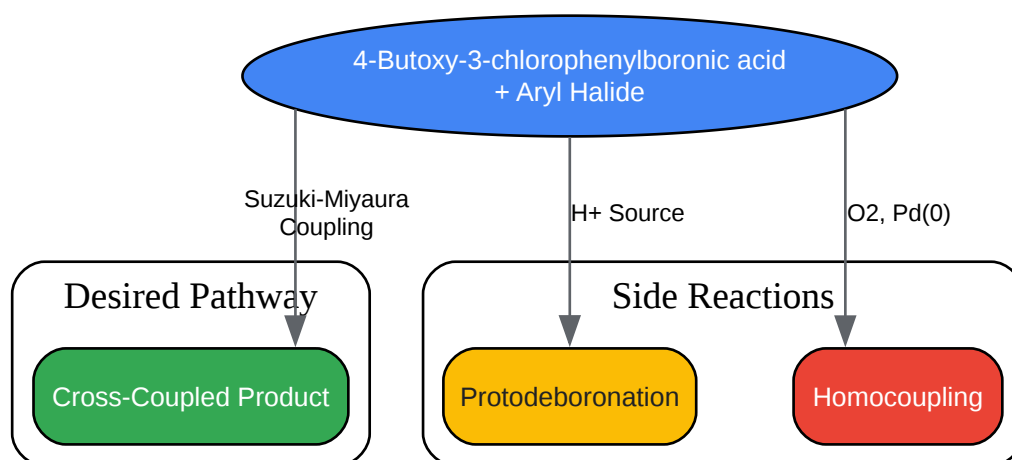 4-Butoxy-3-chlorophenylboronic acid
+ Aryl Halide
Suzuki-Miyaura
Coupling
H+ Source
O2, Pd(0)
Desired Pathway
Side Reactions
Cross-Coupled Product
Protodeboronation
Homocoupling